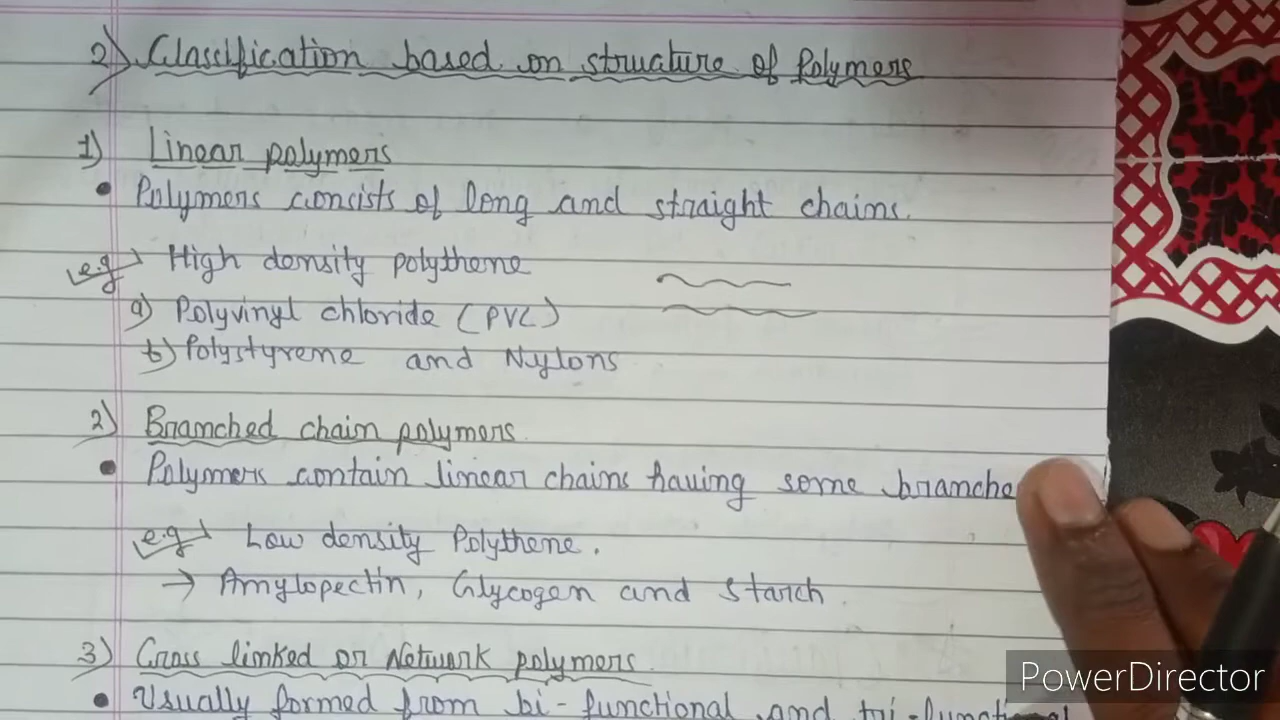 2) Classification based on structure of Polymers
1) Linear polymers
• Polymers consists of long and straight chains.
e.g High density polythene
a) Polyvinyl chloride (PVC)
b) Polystyrene and Nylons
2) Branched chain polymers
• Polymers contain linear chains having some branche
e.g Low density Polythene.
→ Amylopectin, Glycogen and starch
3) Cross linked or Network polymers
• Usually formed from bi-functional and tri-functional
PowerDirector